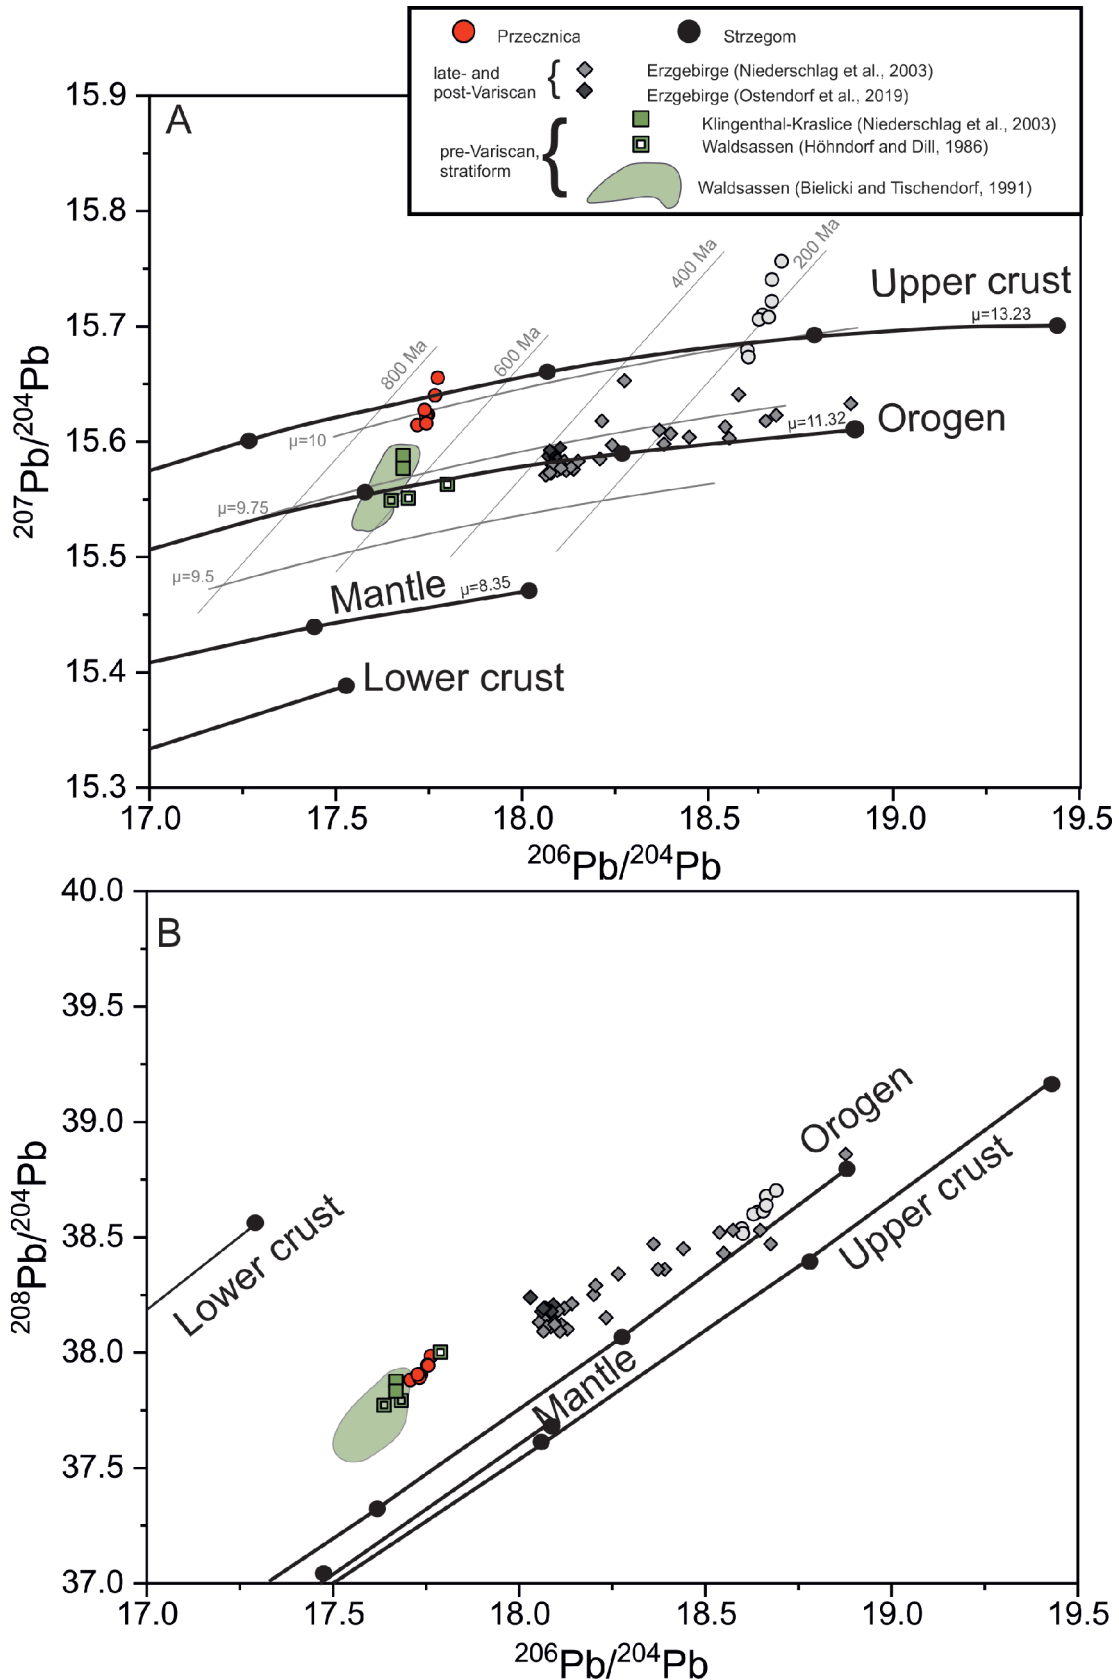 Przecznica Strzegom
late- and
post-Variscan
{
Erzgebirge (Niederschlag et al., 2003)
Erzgebirge (Ostendorf et al., 2019)
pre-Variscan,
stratiform
{
Klingenthal-Kraslice (Niederschlag et al., 2003)
Waldsassen (Höhndorf and Dill, 1986)
Waldsassen (Bielicki and Tischendorf, 1991)
A
15.9
15.8
15.7
15.6
15.5
15.4
15.3
²⁰⁷Pb/²⁰⁴Pb
800 Ma
600 Ma
400 Ma
200 Ma
Upper crust
µ=13.23
Orogen
µ=11.32
µ=10
µ=9.75
µ=9.5
Mantle
µ=8.35
Lower crust
17.0 17.5 18.0 18.5 19.0 19.5
²⁰⁶Pb/²⁰⁴Pb
B
40.0
39.5
39.0
38.5
38.0
37.5
37.0
²⁰⁸Pb/²⁰⁴Pb
Lower crust
Orogen
Upper crust
Mantle
17.0 17.5 18.0 18.5 19.0 19.5
²⁰⁶Pb/²⁰⁴Pb